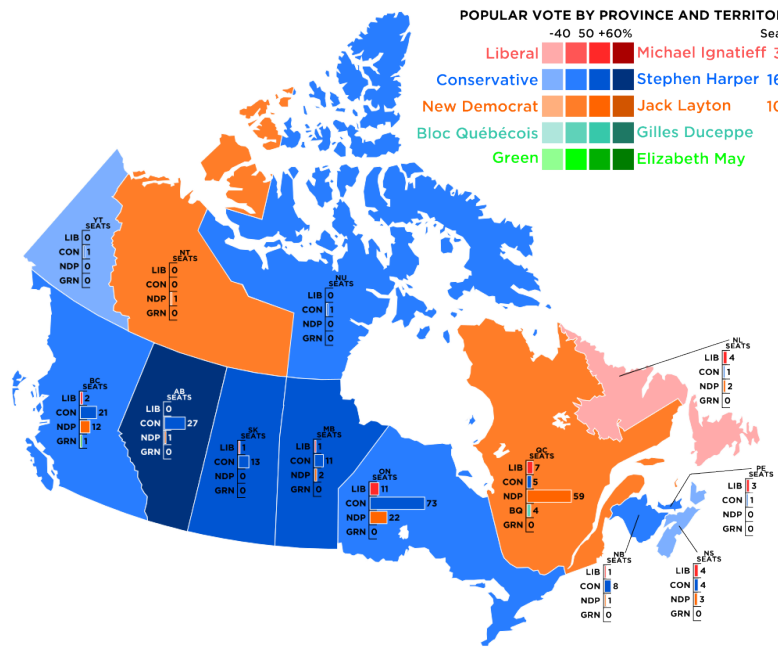 POPULAR VOTE BY PROVINCE AND TERRITO
-40 50 +60% Sea
Liberal Michael Ignatieff 3
Conservative Stephen Harper 16
New Democrat Jack Layton 10
Bloc Québécois Gilles Duceppe
Green Elizabeth May
YT
SEATS
LIB 0
CON 1
NDP 0
GRN 0
NT
SEATS
LIB 0
CON 0
NDP 1
GRN 0
NU
SEATS
LIB 0
CON 1
NDP 0
GRN 0
NL
SEATS
LIB 4
CON 1
NDP 2
GRN 0
BC
SEATS
LIB 2
CON 21
NDP 12
GRN 1
AB
SEATS
LIB 0
CON 27
NDP 1
GRN 0
SK
SEATS
LIB 1
CON 13
NDP 0
GRN 0
MB
SEATS
LIB 1
CON 11
NDP 2
GRN 0
ON
SEATS
LIB 11
CON 73
NDP 22
GRN 0
QC
SEATS
LIB 7
CON 5
NDP 59
BQ 4
GRN 0
PE
SEATS
LIB 3
CON 1
NDP 0
GRN 0
NB
SEATS
LIB 1
CON 8
NDP 1
GRN 0
NS
SEATS
LIB 4
CON 4
NDP 3
GRN 0